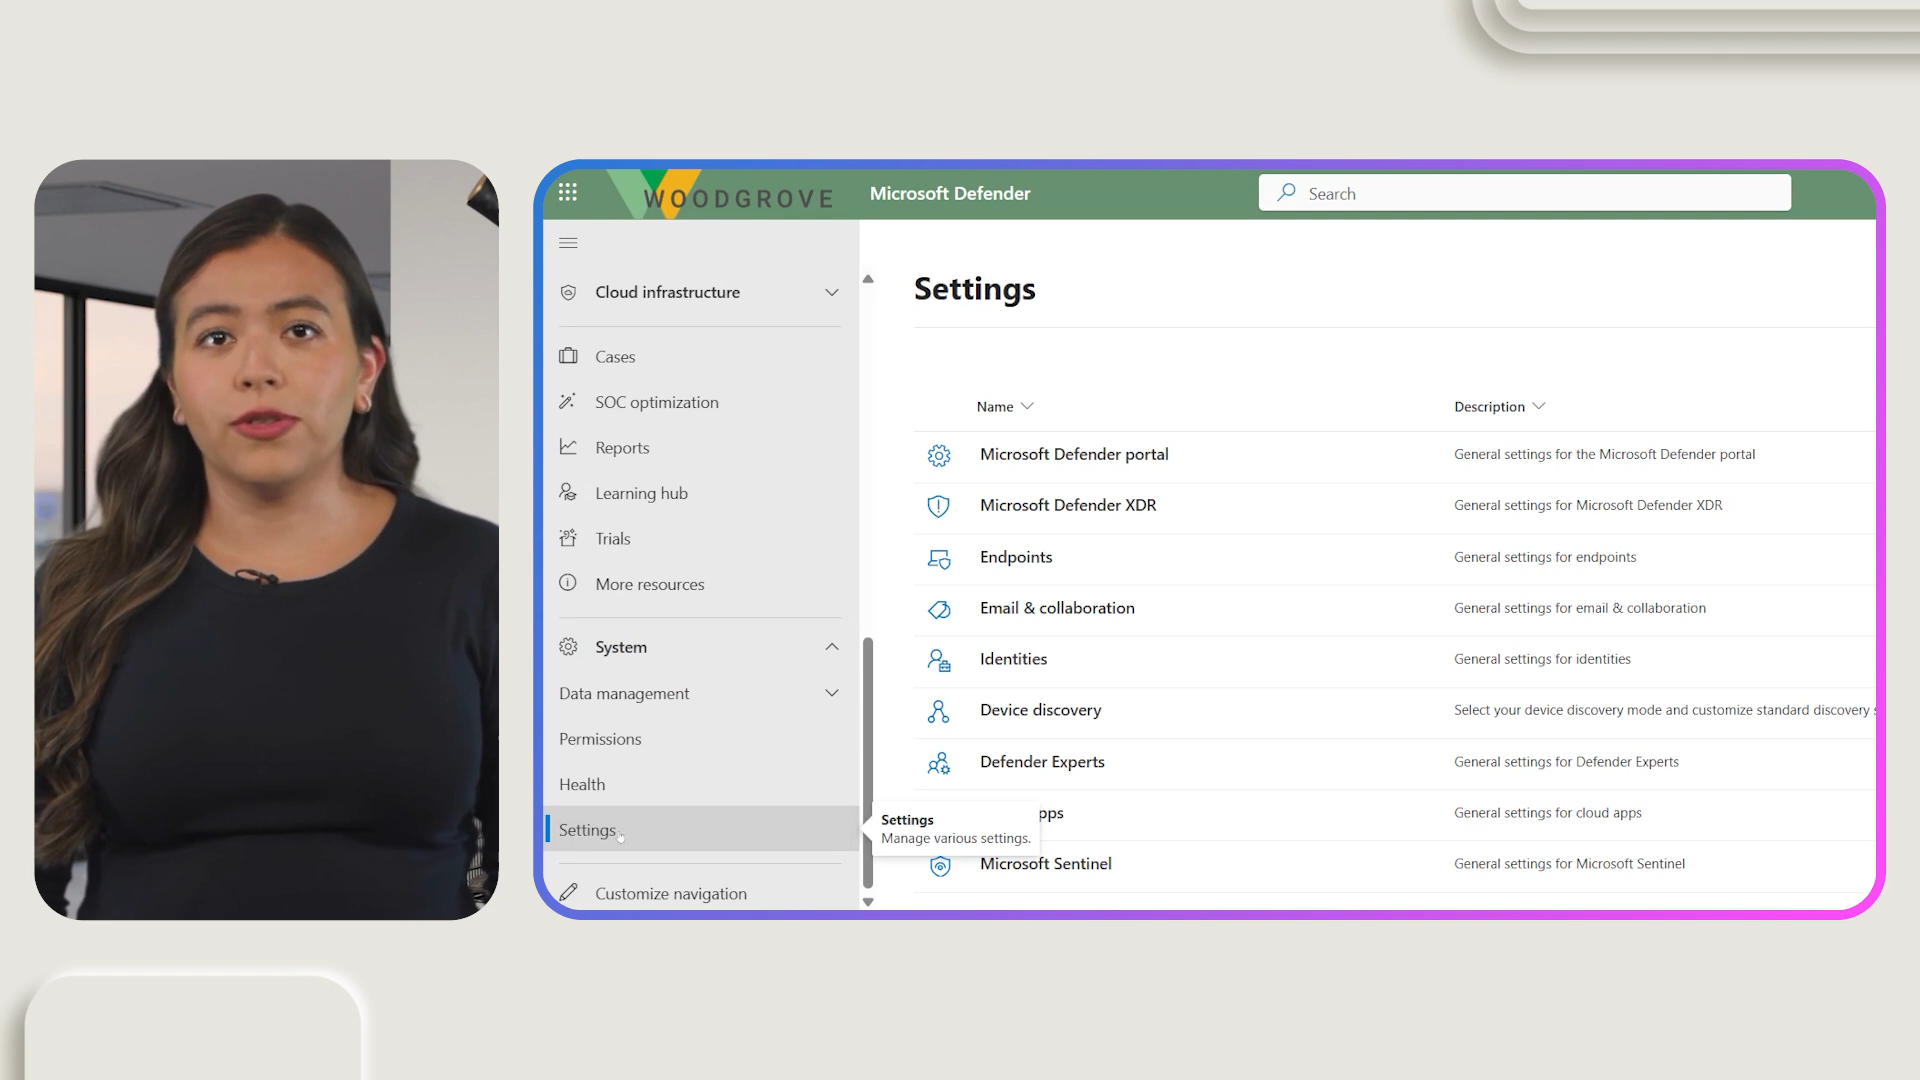 WOODGROVE
Microsoft Defender
Search
Cloud infrastructure
Cases
SOC optimization
Reports
Learning hub
Trials
More resources
System
Data management
Permissions
Health
Settings
Customize navigation
Settings
Name
Description
Microsoft Defender portal
General settings for the Microsoft Defender portal
Microsoft Defender XDR
General settings for Microsoft Defender XDR
Endpoints
General settings for endpoints
Email & collaboration
General settings for email & collaboration
Identities
General settings for identities
Device discovery
Select your device discovery mode and customize standard discovery
Defender Experts
General settings for Defender Experts
pps
General settings for cloud apps
Microsoft Sentinel
General settings for Microsoft Sentinel
Settings
Manage various settings.